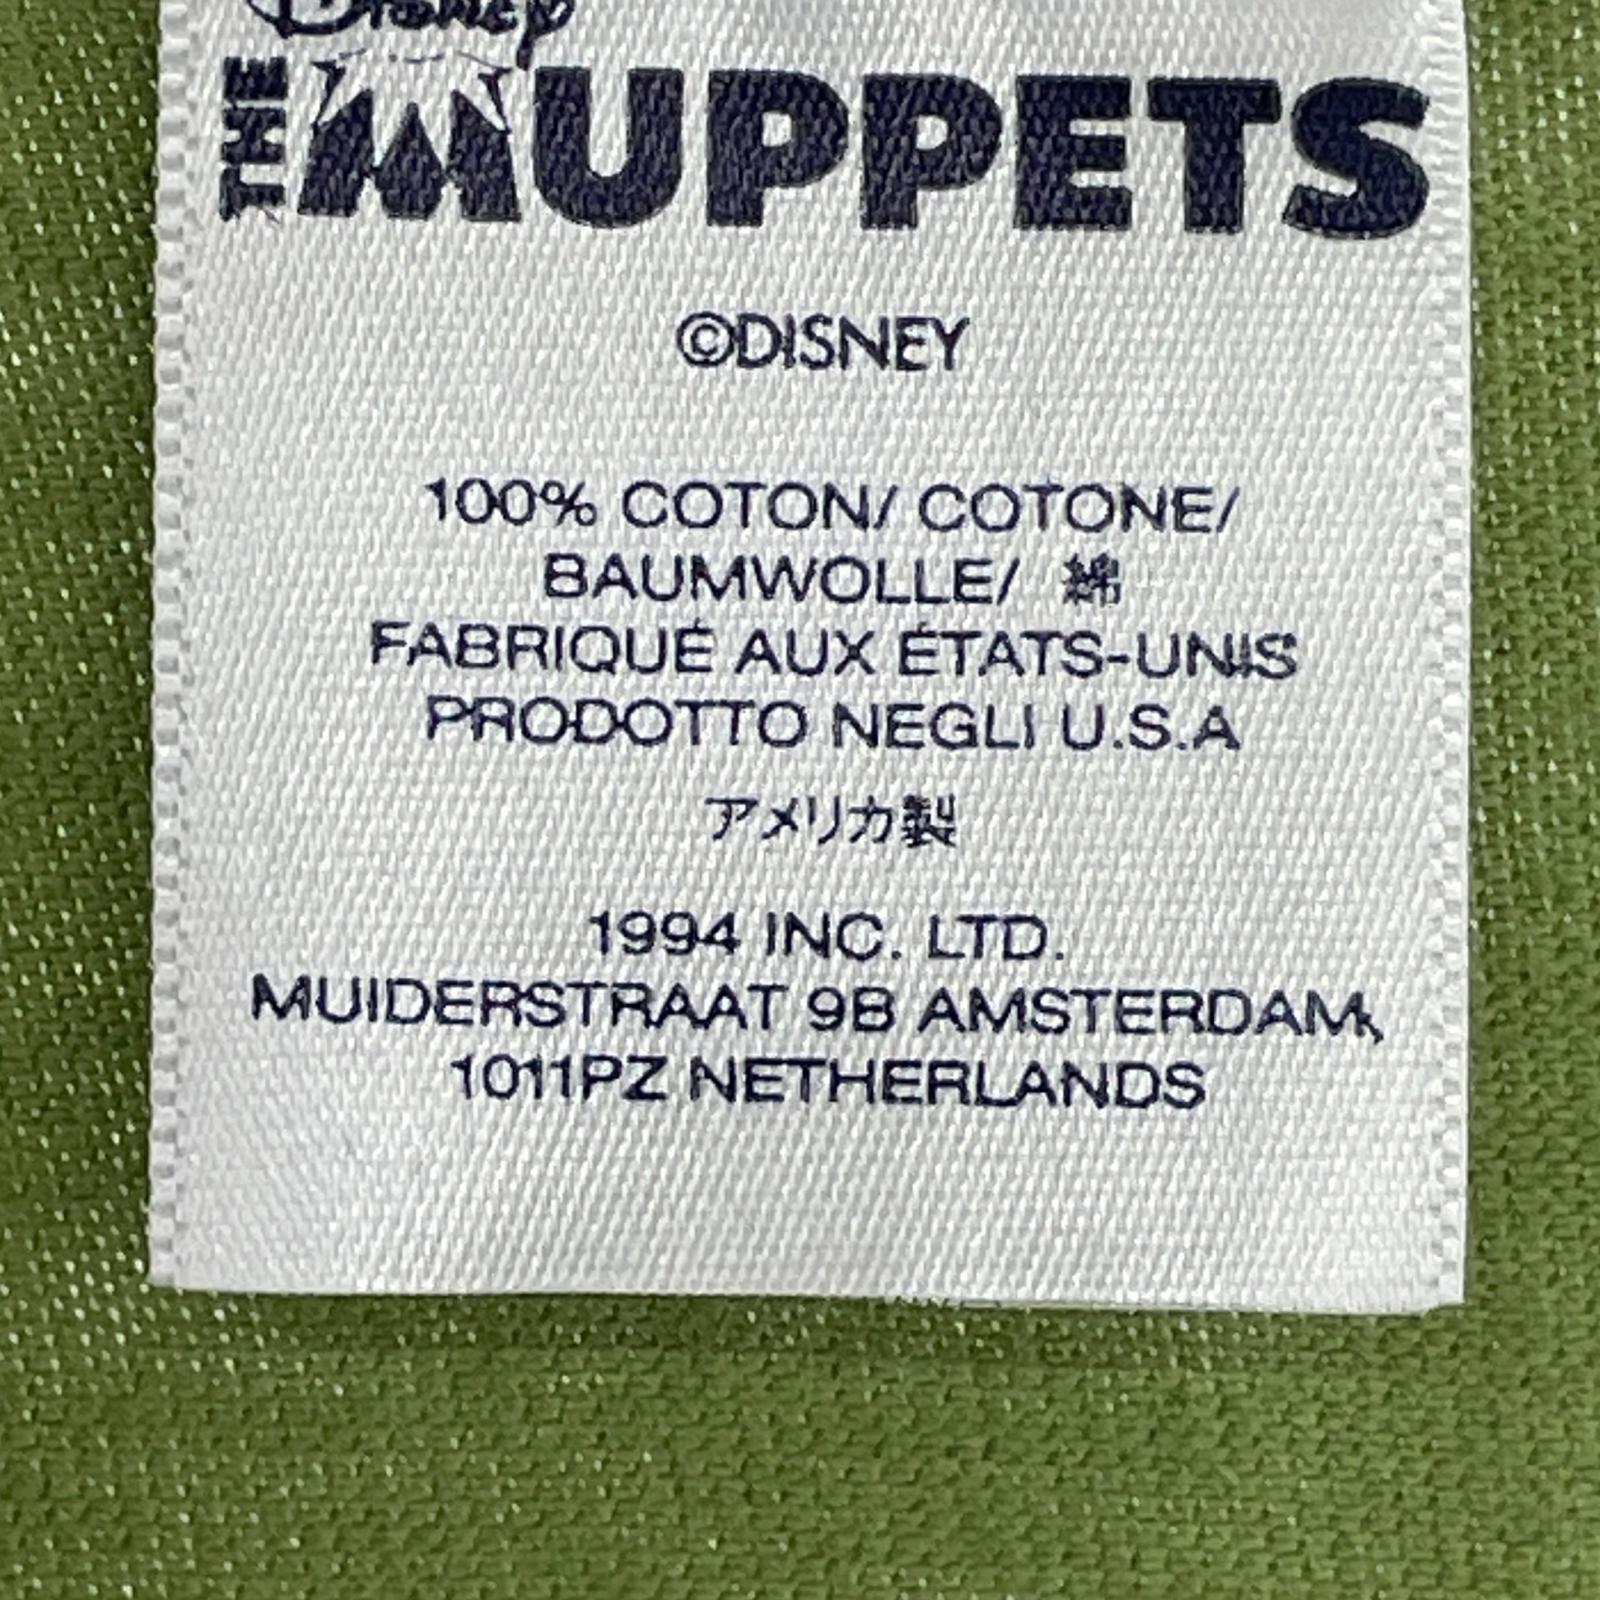 Disney
THE MUPPETS
©DISNEY
100% COTON/ COTONE/
BAUMWOLLE/ 綿
FABRIQUÉ AUX ÉTATS-UNIS
PRODOTTO NEGLI U.S.A
アメリカ製
1994 INC. LTD.
MUIDERSTRAAT 9B AMSTERDAM,
1011PZ NETHERLANDS